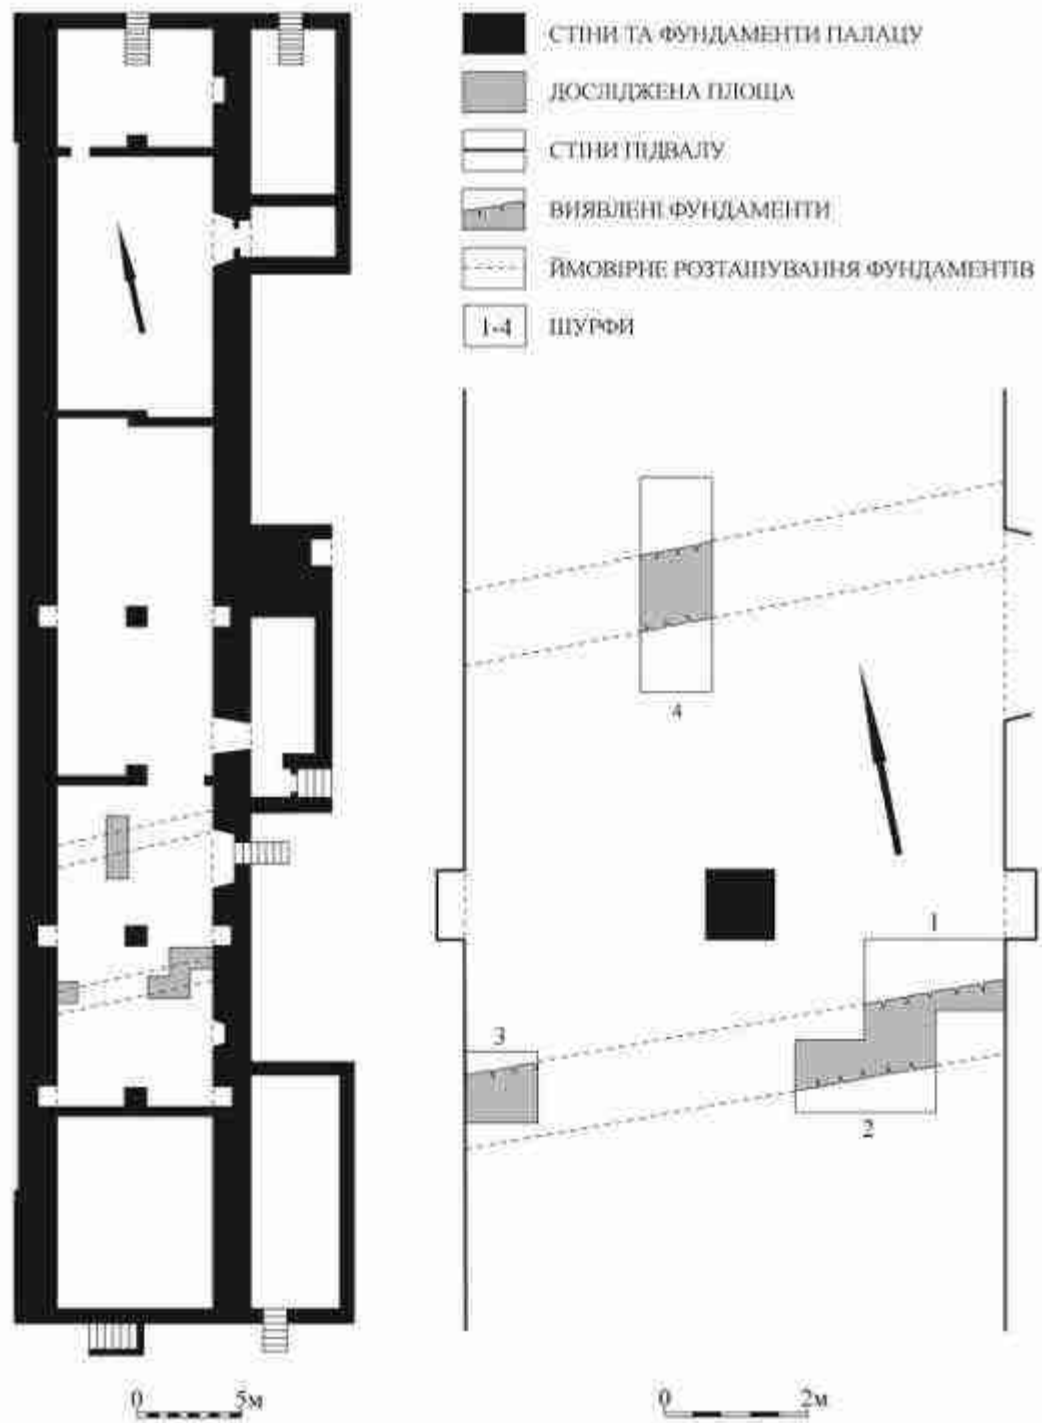 СТІНИ ТА ФУНДАМЕНТИ ПАЛАЦУ
ДОСЛІДЖЕНА ПЛОЩА
СТІНИ ПІДВАЛУ
ВИЯВЛЕНІ ФУНДАМЕНТИ
ЙМОВІРНЕ РОЗТАШУВАННЯ ФУНДАМЕНТІВ
1-4 ШУРФИ
4
1
3
2
0 5м
0 2м